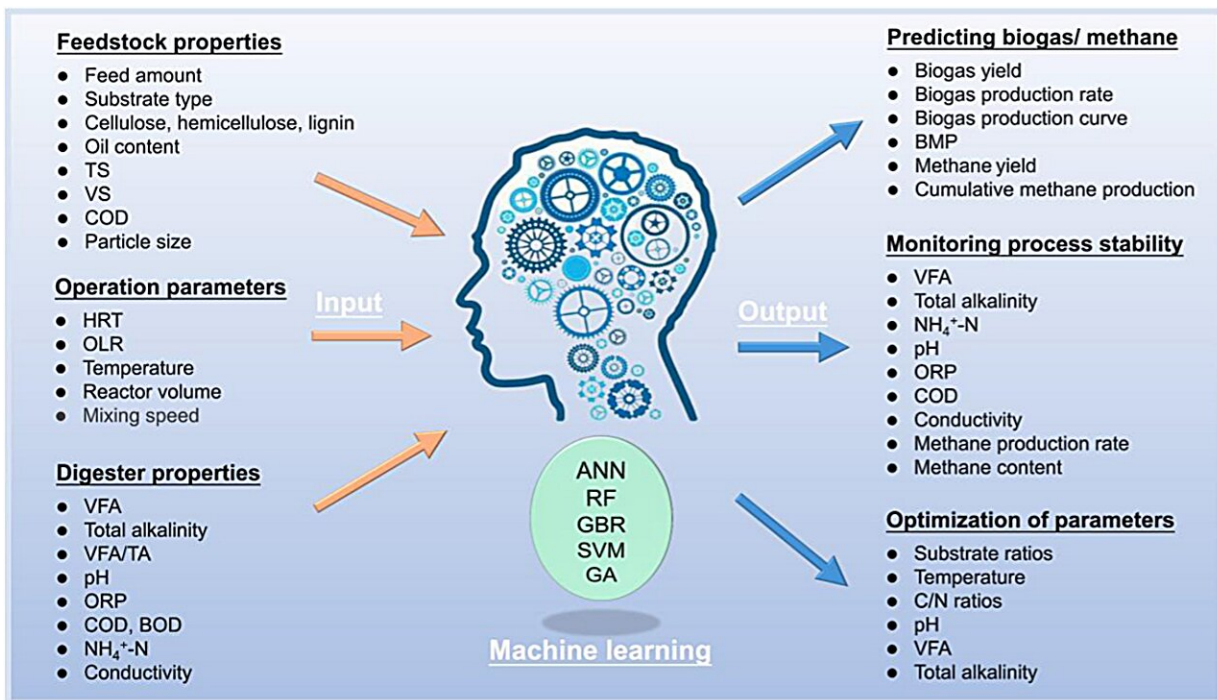 Feedstock properties
● Feed amount
● Substrate type
● Cellulose, hemicellulose, lignin
● Oil content
● TS
● VS
● COD
● Particle size
Operation parameters
● HRT
● OLR
● Temperature
● Reactor volume
● Mixing speed
Digester properties
● VFA
● Total alkalinity
● VFA/TA
● pH
● ORP
● COD, BOD
● NH₄⁺-N
● Conductivity
Input
ANN
RF
GBR
SVM
GA
Machine learning
Output
Predicting biogas/ methane
● Biogas yield
● Biogas production rate
● Biogas production curve
● BMP
● Methane yield
● Cumulative methane production
Monitoring process stability
● VFA
● Total alkalinity
● NH₄⁺-N
● pH
● ORP
● COD
● Conductivity
● Methane production rate
● Methane content
Optimization of parameters
● Substrate ratios
● Temperature
● C/N ratios
● pH
● VFA
● Total alkalinity